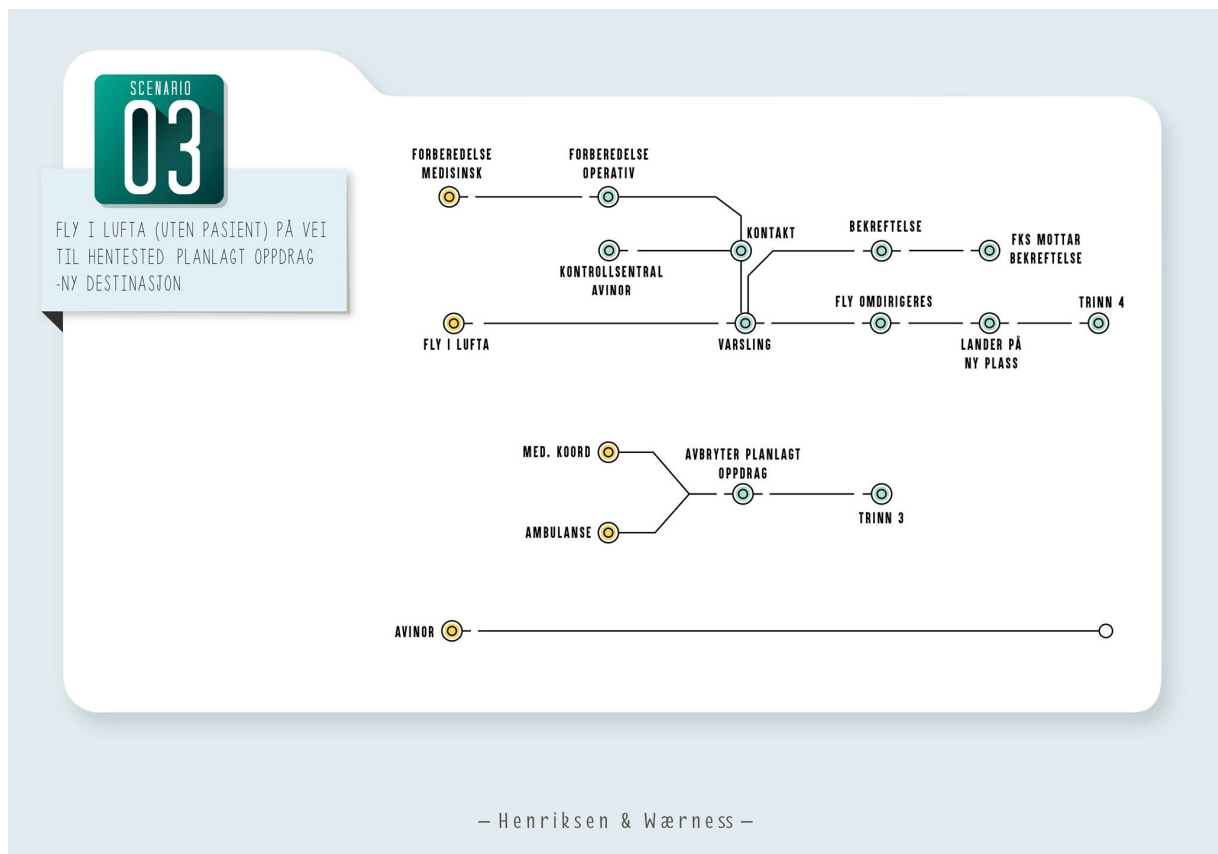 SCENARIO
03
FLY I LUFTA (UTEN PASIENT) PÅ VEI
TIL HENTESTED. PLANLAGT OPPDRAG
-NY DESTINASJON.
FORBEREDELSE
MEDISINSK
FORBEREDELSE
OPERATIV
KONTAKT
BEKREFTELSE
FKS MOTTAR
BEKREFTELSE
KONTROLLSENTRAL
AVINOR
FLY OMDIRIGERES
TRINN 4
FLY I LUFTA
VARSLING
LANDER PÅ
NY PLASS
MED. KOORD
AVBRYTER PLANLAGT
OPPDRAG
TRINN 3
AMBULANSE
AVINOR
– Henriksen & Wærness –